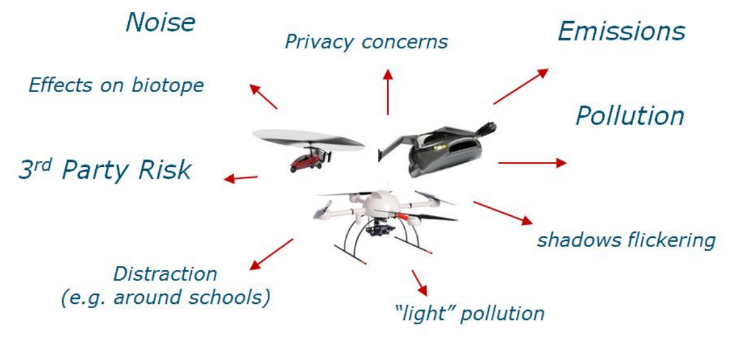 Noise
Privacy concerns
Emissions
Effects on biotope
Pollution
3rd Party Risk
shadows flickering
Distraction
(e.g. around schools)
“light” pollution